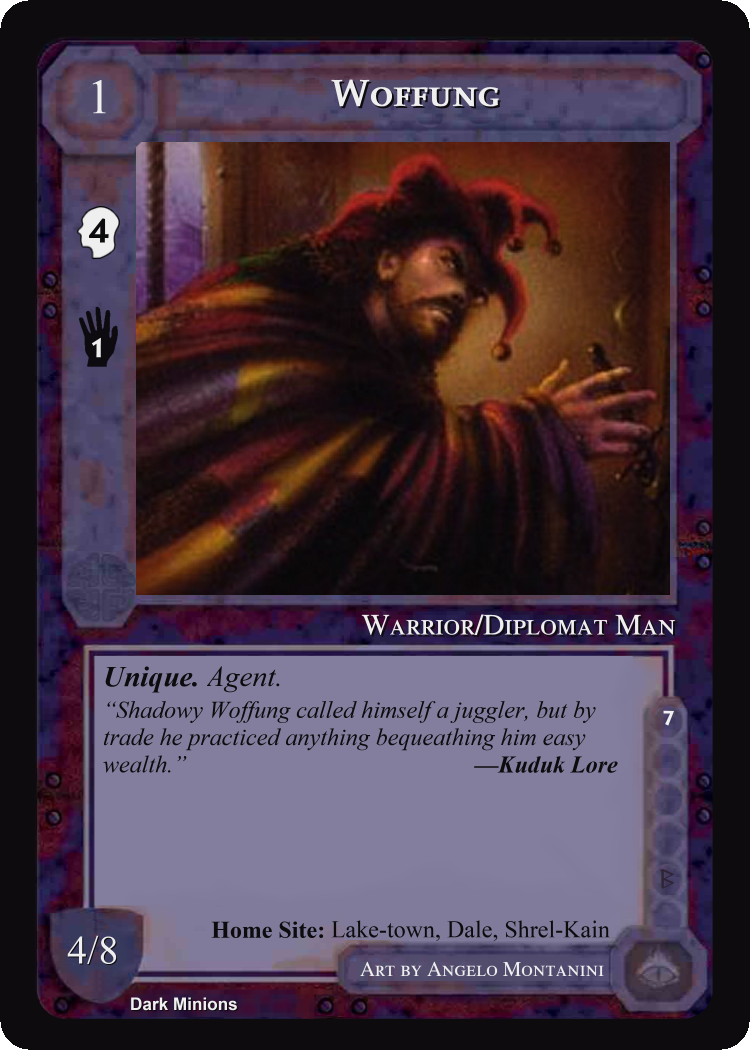 1
Woffung
4
1
Warrior/Diplomat Man
Unique. Agent.
“Shadowy Woffung called himself a juggler, but by
trade he practiced anything bequeathing him easy
wealth.” —Kuduk Lore
7
Home Site: Lake-town, Dale, Shrel-Kain
4/8
Art by Angelo Montanini
Dark Minions